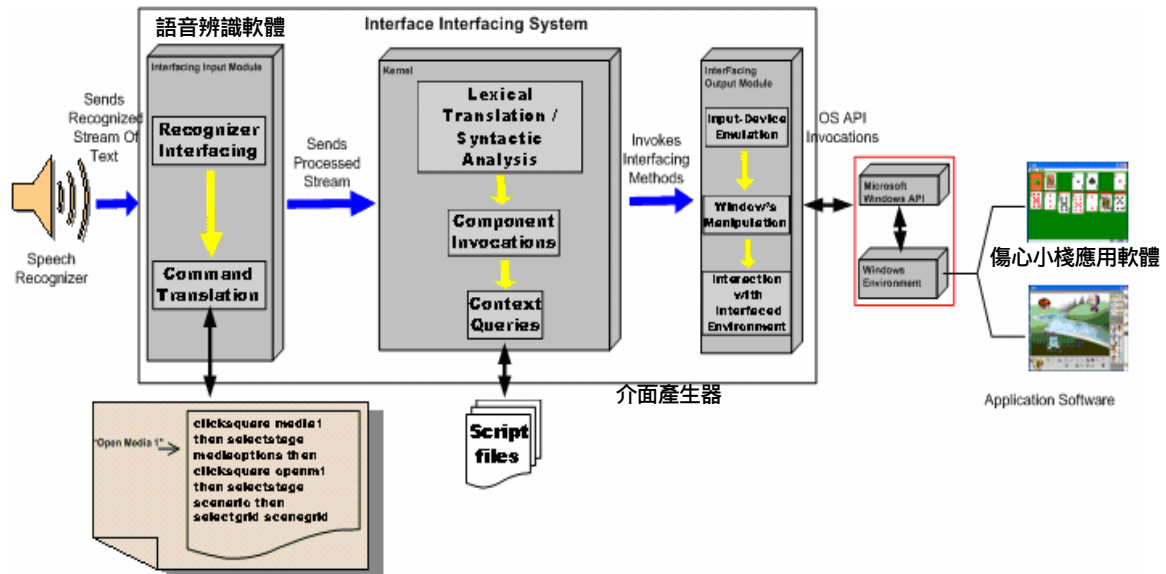 語音辨識軟體
Interface Interfacing System
Interfacing Input Module
Kernel
InterFacing
Output Module
Sends
Recognized
Stream Of
Text
Recognizer
Interfacing
Command
Translation
Speech
Recognizer
Sends
Processed
Stream
Lexical
Translation /
Syntactic
Analysis
Component
Invocations
Context
Queries
Invokes
Interfacing
Methods
Input-Device
Emulation
Window's
Manipulation
Interaction
with
Interfaced
Environment
OS API
Invocations
Microsoft
Windows API
Windows
Environment
傷心小棧應用軟體
Application Software
介面產生器
"Open Media 1"
clicksquare media1
then selectstage
mediaoptions then
clicksquare openm1
then selectstage
scenario then
selectgrid scenegrid
Script
files